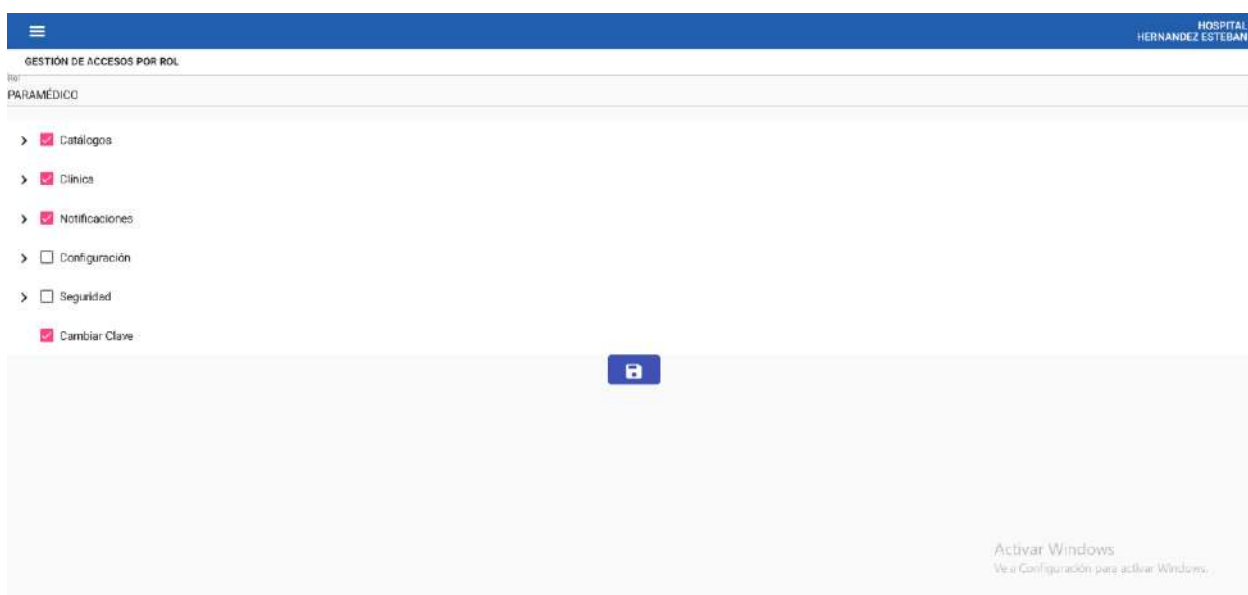 HOSPITAL
HERNANDEZ ESTEBAN
GESTIÓN DE ACCESOS POR ROL
Rol
PARAMÉDICO
Catálogos
Clínica
Notificaciones
Configuración
Seguridad
Cambiar Clave
Activar Windows
Ve a Configuración para activar Windows.